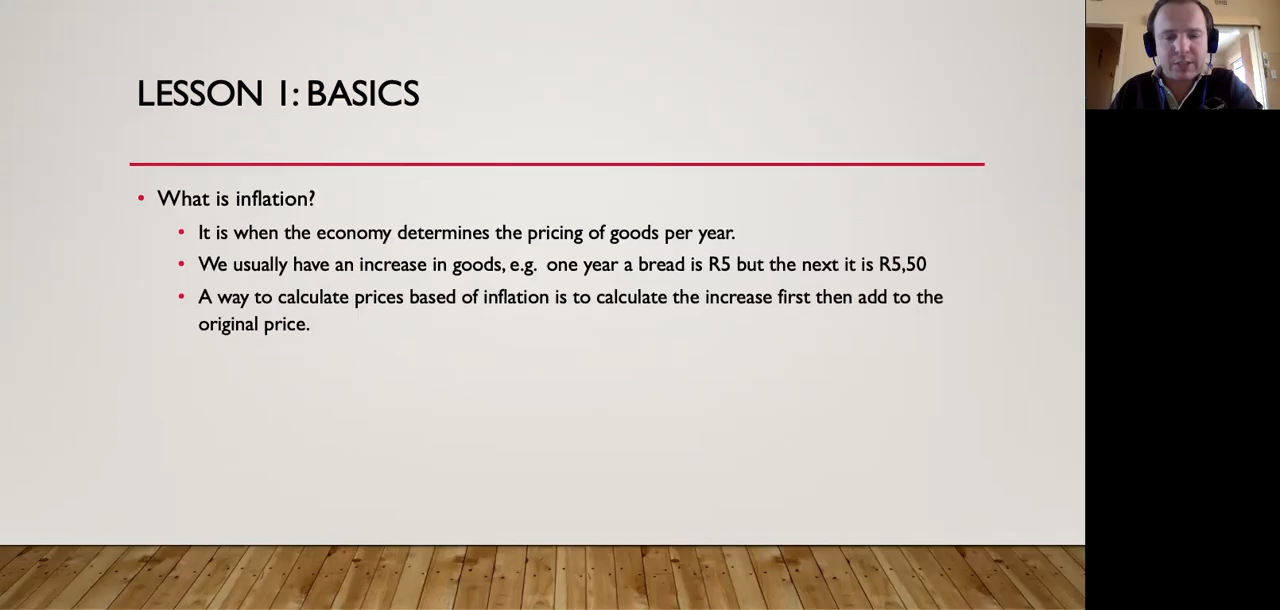 LESSON 1: BASICS
• What is inflation?
• It is when the economy determines the pricing of goods per year.
• We usually have an increase in goods, e.g. one year a bread is R5 but the next it is R5,50
• A way to calculate prices based of inflation is to calculate the increase first then add to the
original price.